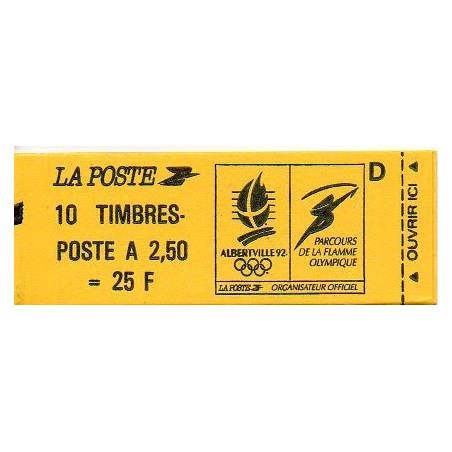 LA POSTE
10 TIMBRES-
POSTE A 2,50
= 25 F
ALBERTVILLE 92
PARCOURS
DE LA FLAMME
OLYMPIQUE
LA POSTE ORGANISATEUR OFFICIEL
D
OUVRIR ICI